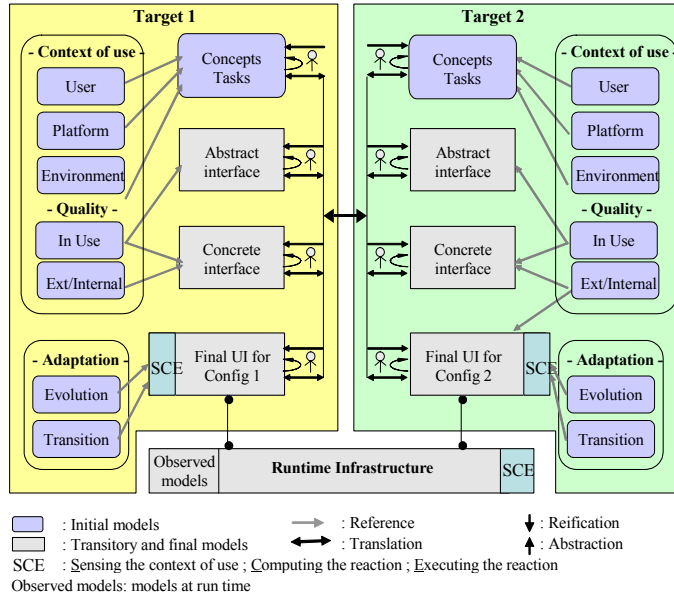 Target 1
- Context of use -
User
Platform
Environment
- Quality -
In Use
Ext/Internal
- Adaptation -
Evolution
Transition
Concepts
Tasks
Abstract
interface
Concrete
interface
SCE
Final UI for
Config 1
Target 2
Concepts
Tasks
Abstract
interface
Concrete
interface
Final UI for
Config 2
SCE
- Context of use -
User
Platform
Environment
- Quality -
In Use
Ext/Internal
- Adaptation -
Evolution
Transition
Observed
models
Runtime Infrastructure
SCE
: Initial models
: Reference
: Reification
: Transitory and final models
: Translation
: Abstraction
SCE : Sensing the context of use ; Computing the reaction ; Executing the reaction
Observed models: models at run time